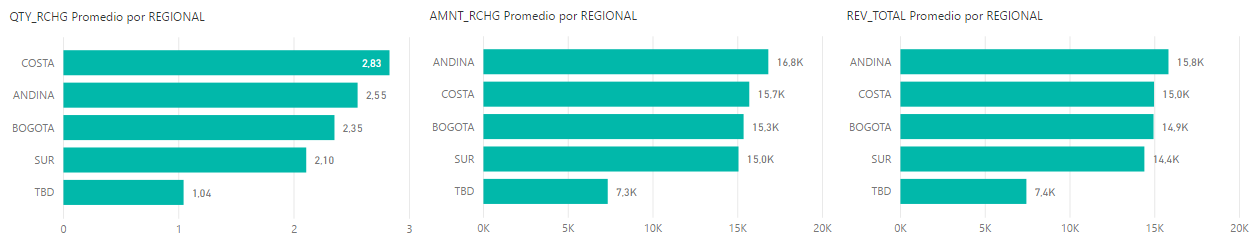 QTY_RCHG Promedio por REGIONAL
COSTA 2,83
ANDINA 2,55
BOGOTA 2,35
SUR 2,10
TBD 1,04
0 1 2 3
AMNT_RCHG Promedio por REGIONAL
ANDINA 16,8K
COSTA 15,7K
BOGOTA 15,3K
SUR 15,0K
TBD 7,3K
0K 5K 10K 15K 20K
REV_TOTAL Promedio por REGIONAL
ANDINA 15,8K
COSTA 15,0K
BOGOTA 14,9K
SUR 14,4K
TBD 7,4K
0K 5K 10K 15K 20K